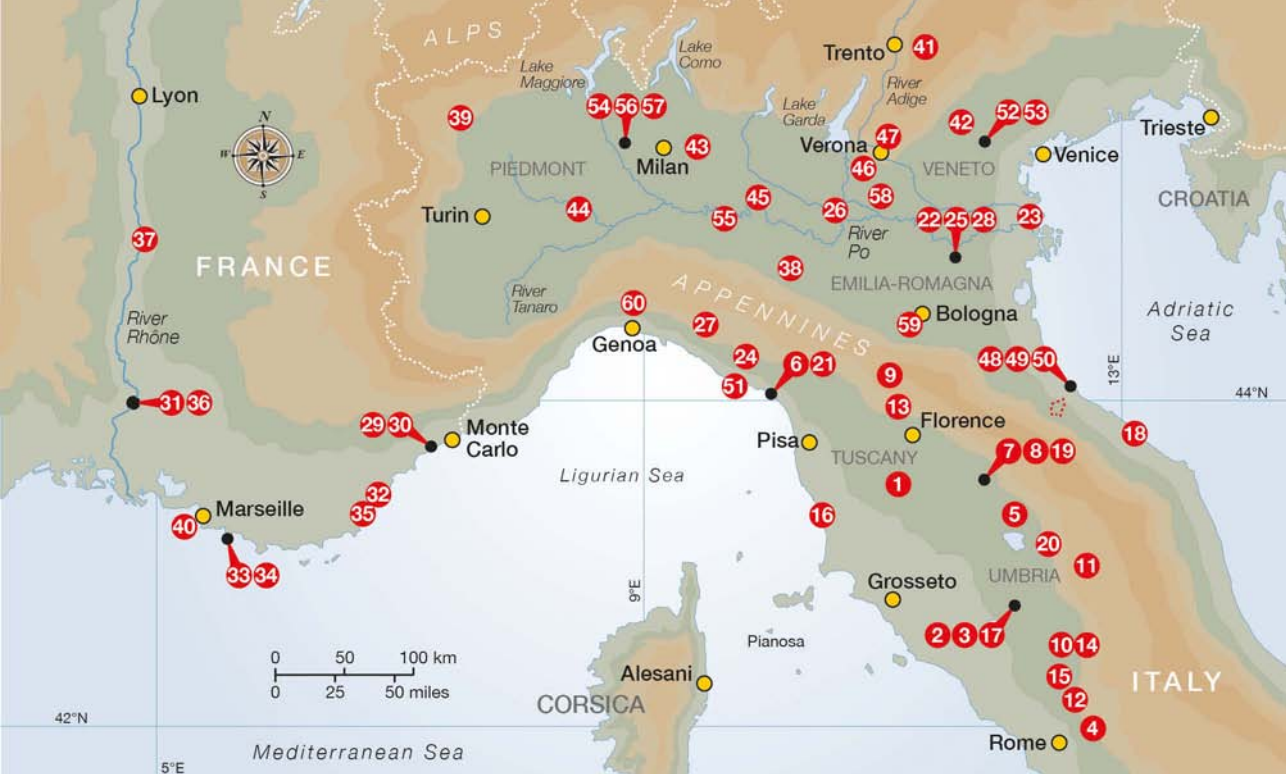 ALPS
Lake
Maggiore
Lake
Como
Trento
41
River
Adige
Lyon
39
54 56 57
Lake
Garda
42
52 53
Trieste
N
W E
S
43
Milan
47
Verona
46
Venice
PIEDMONT
VENETO
CROATIA
Turin
44
45
55
26
58
22 25 28
23
River
Po
37
FRANCE
38
EMILIA-ROMAGNA
APPENNINES
River
Tanaro
60
Genoa
27
59
Bologna
Adriatic
Sea
River
Rhône
24
51
6 21
9
48 49 50
13°E
44°N
31 36
29 30
Monte
Carlo
13
Florence
18
Pisa
TUSCANY
7 8 19
Ligurian Sea
1
32
35
Marseille
40
16
5
20
33 34
11
UMBRIA
9°E
Grosseto
2 3 17
Pianosa
10 14
0 50 100 km
0 25 50 miles
Alesani
CORSICA
15
12
ITALY
4
42°N
Rome
Mediterranean Sea
5°E